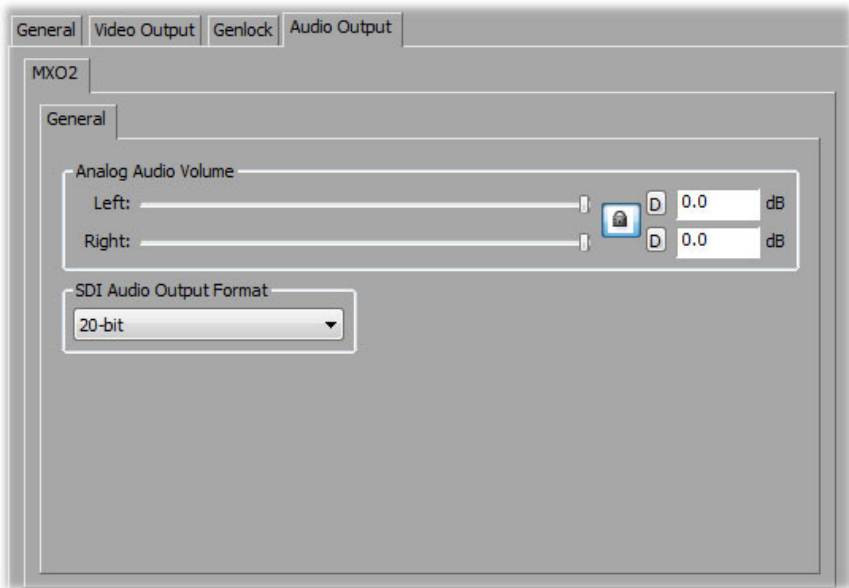 General Video Output Genlock Audio Output
MXO2
General
Analog Audio Volume
Left: D 0.0 dB
Right: D 0.0 dB
SDI Audio Output Format
20-bit